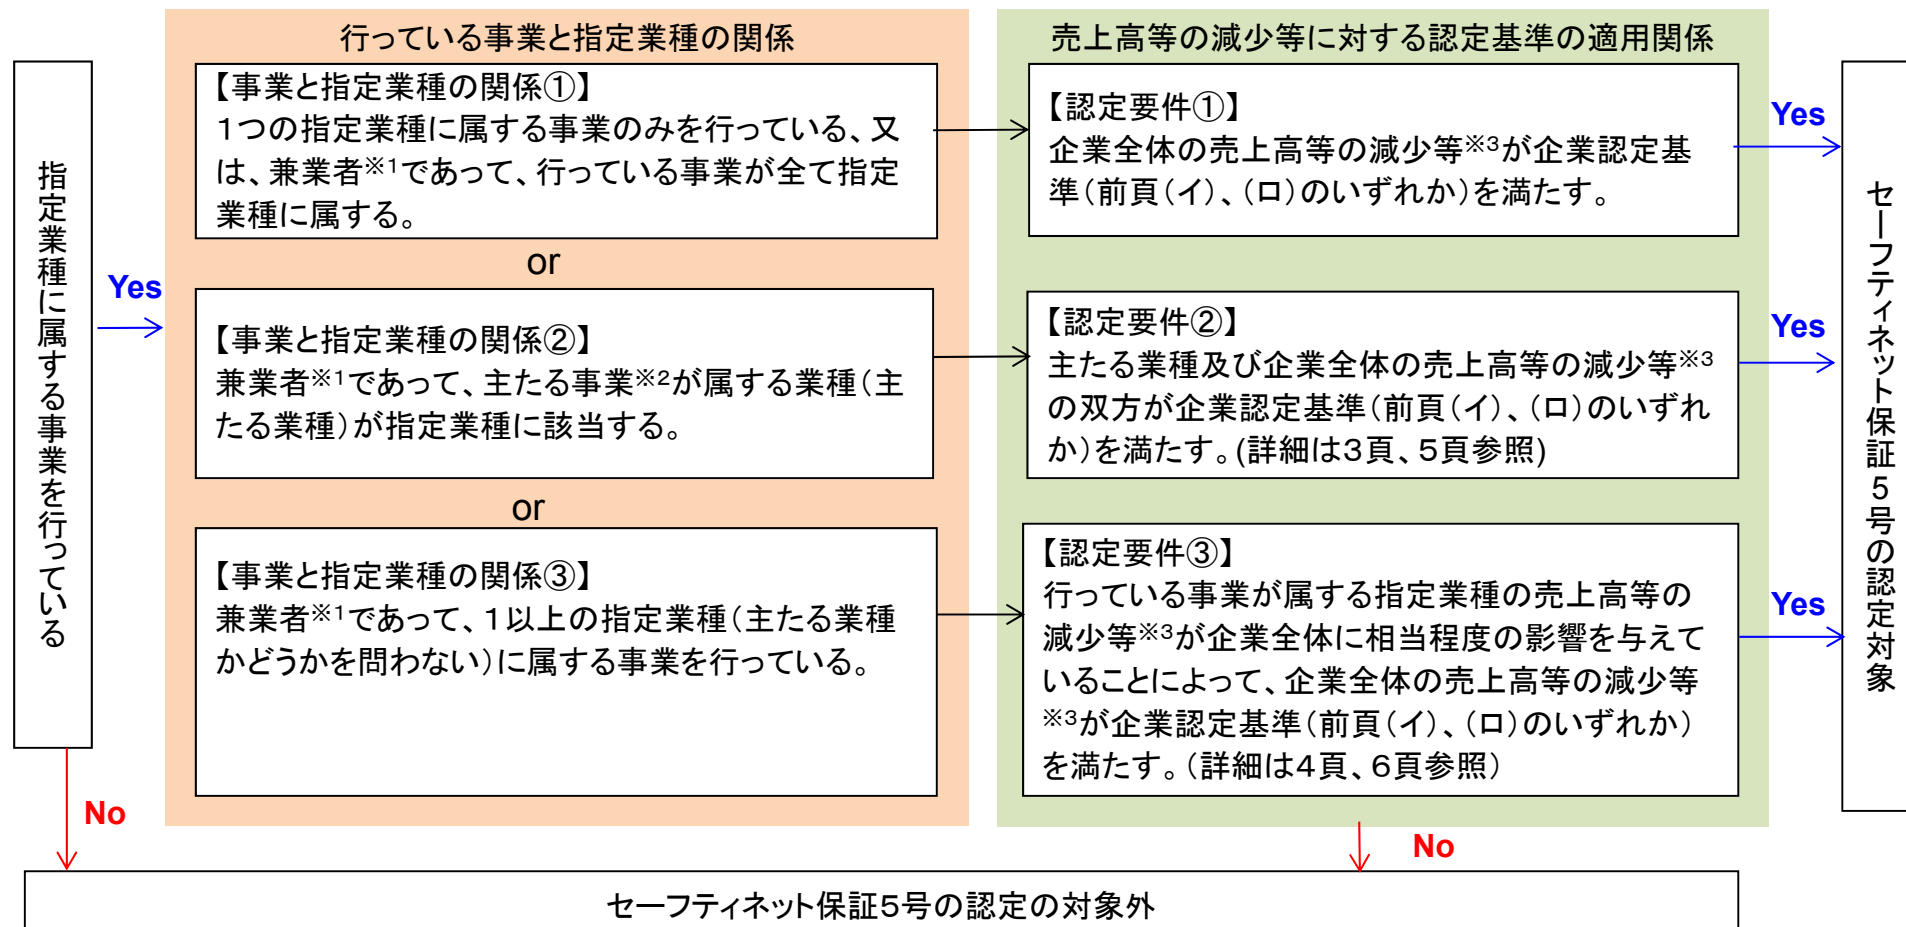 行っている事業と指定業種の関係
売上高等の減少等に対する認定基準の適用関係
指定業種に属する事業を行っている
Yes
No
【事業と指定業種の関係①】
1つの指定業種に属する事業のみを行っている、又
は、兼業者※1であって、行っている事業が全て指定
業種に属する。
or
【事業と指定業種の関係②】
兼業者※1であって、主たる事業※2が属する業種(主
たる業種)が指定業種に該当する。
or
【事業と指定業種の関係③】
兼業者※1であって、1以上の指定業種(主たる業種
かどうかを問わない)に属する事業を行っている。
【認定要件①】
企業全体の売上高等の減少等※3が企業認定基
準(前頁(イ)、(ロ)のいずれか)を満たす。
Yes
【認定要件②】
主たる業種及び企業全体の売上高等の減少等※3
の双方が企業認定基準(前頁(イ)、(ロ)のいずれ
か)を満たす。(詳細は3頁、5頁参照)
Yes
【認定要件③】
行っている事業が属する指定業種の売上高等の
減少等※3が企業全体に相当程度の影響を与えて
いることによって、企業全体の売上高等の減少等
※3が企業認定基準(前頁(イ)、(ロ)のいずれか)
を満たす。(詳細は4頁、6頁参照)
Yes
No
セーフティネット保証5号の認定対象
セーフティネット保証5号の認定の対象外